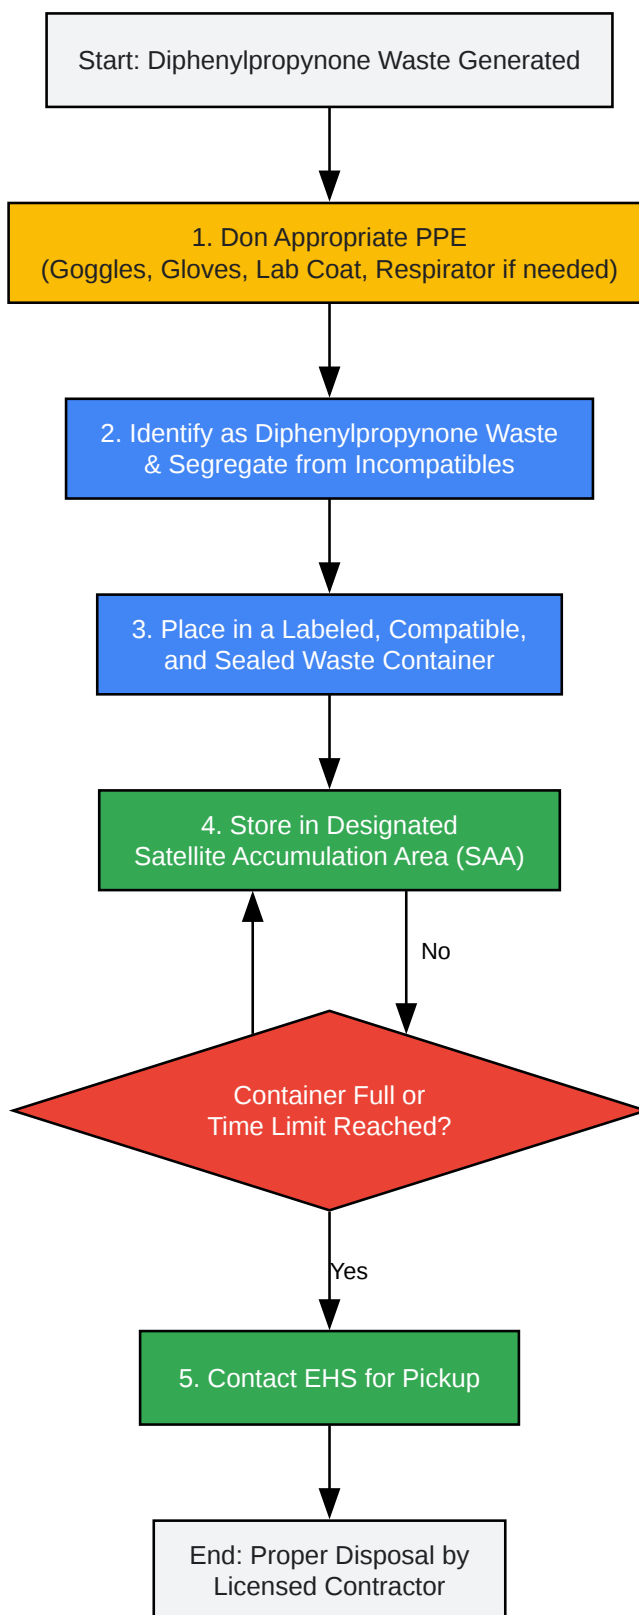 Start: Diphenylpropynone Waste Generated
1. Don Appropriate PPE
(Goggles, Gloves, Lab Coat, Respirator if needed)
2. Identify as Diphenylpropynone Waste
& Segregate from Incompatibles
3. Place in a Labeled, Compatible,
and Sealed Waste Container
4. Store in Designated
Satellite Accumulation Area (SAA)
No
Container Full or
Time Limit Reached?
Yes
5. Contact EHS for Pickup
End: Proper Disposal by
Licensed Contractor